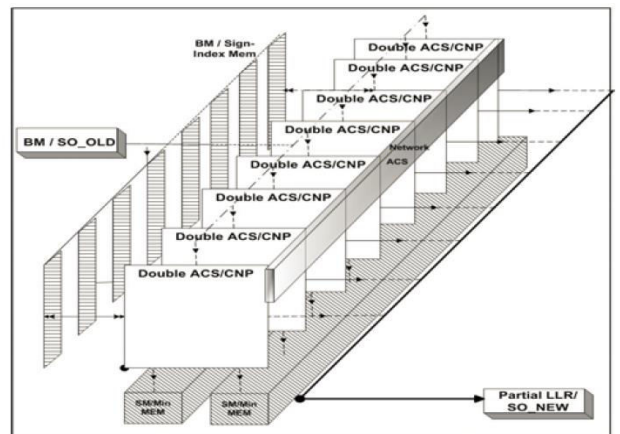 BM / Sign-
Index Mem
Double ACS/CNP
Double ACS/CNP
Double ACS/CNP
BM / SO_OLD
Double ACS/CNP
Network
ACS
Double ACS/CNP
Double ACS/CNP
Double ACS/CNP
Double ACS/CNP
SM/Min
MEM
SM/Min
MEM
Partial LLR/
SO_NEW